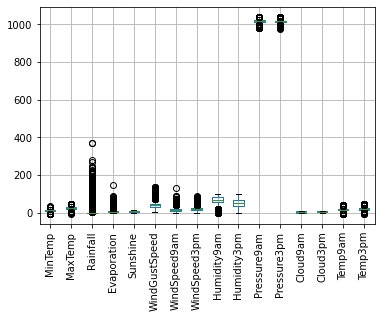 1000
800
600
400
200
0
MinTemp
MaxTemp
Rainfall
Evaporation
Sunshine
WindGustSpeed
WindSpeed9am
WindSpeed3pm
Humidity9am
Humidity3pm
Pressure9am
Pressure3pm
Cloud9am
Cloud3pm
Temp9am
Temp3pm